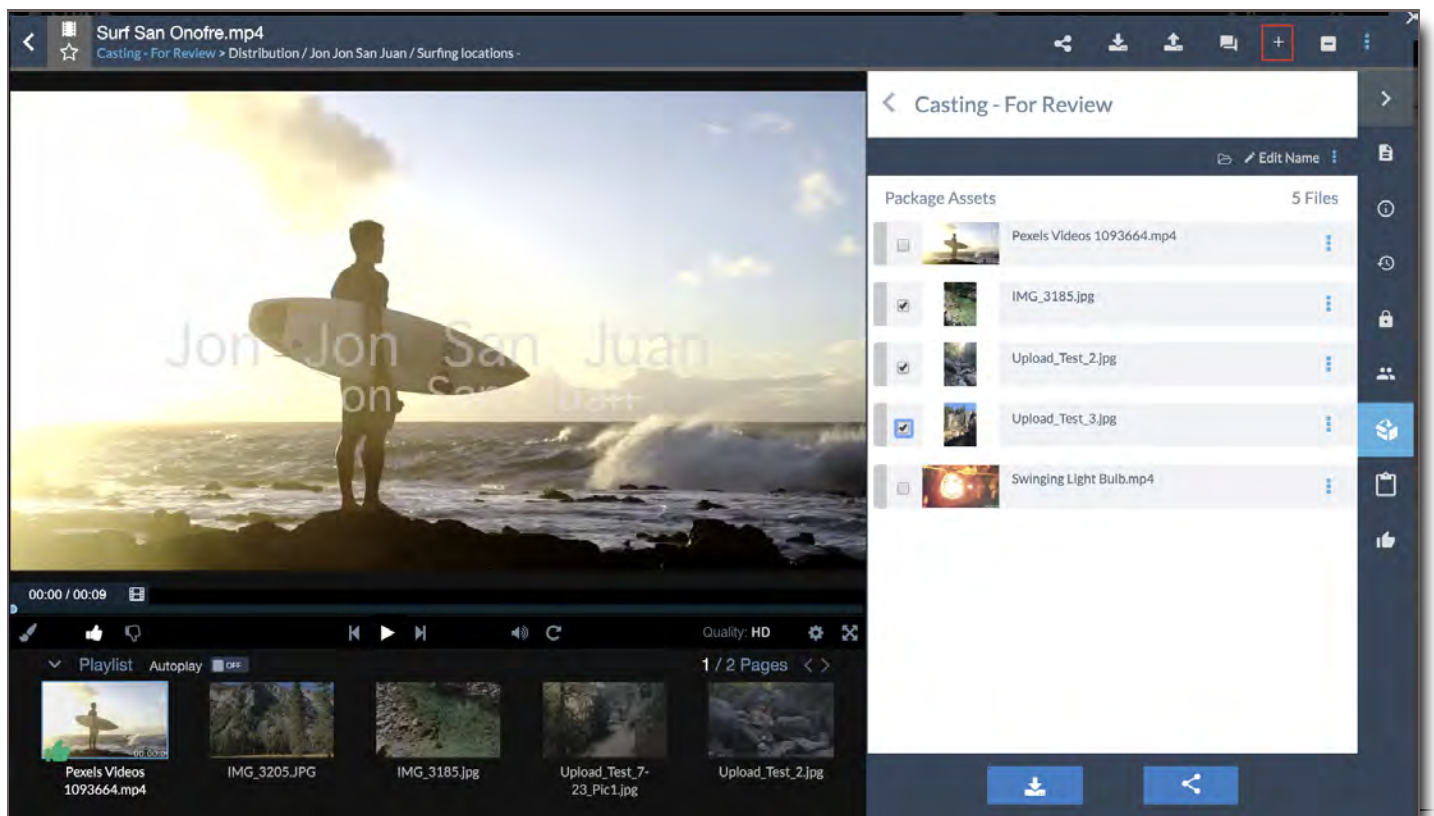 Surf San Onofre.mp4
Casting - For Review > Distribution / Jon Jon San Juan / Surfing locations -
Jon Jon San Juan
Jon San Juan
00:00 / 00:09
Quality: HD
Playlist Autoplay OFF
1 / 2 Pages
Pexels Videos
1093664.mp4
IMG_3205.JPG
IMG_3185.jpg
Upload_Test_7-
23_Pic1.jpg
Upload_Test_2.jpg
Casting - For Review
Edit Name
Package Assets
5 Files
Pexels Videos 1093664.mp4
IMG_3185.jpg
Upload_Test_2.jpg
Upload_Test_3.jpg
Swinging Light Bulb.mp4